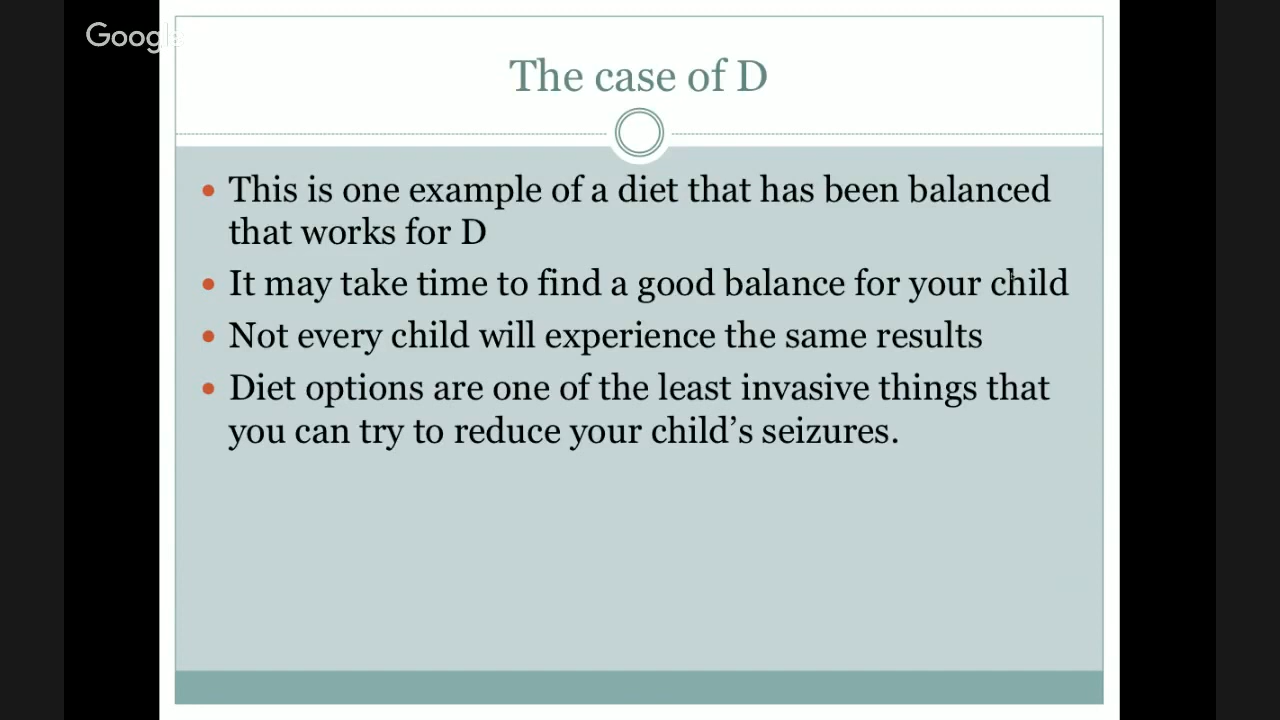 Google
The case of D
• This is one example of a diet that has been balanced
that works for D
• It may take time to find a good balance for your child
• Not every child will experience the same results
• Diet options are one of the least invasive things that
you can try to reduce your child’s seizures.